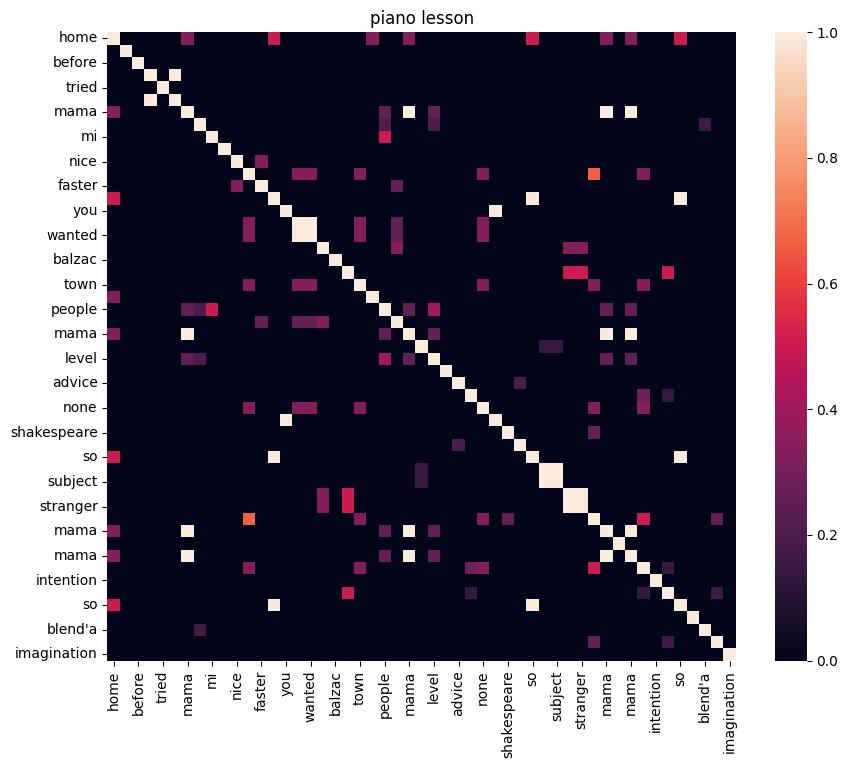 piano lesson
home
before
tried
mama
mi
nice
faster
you
wanted
balzac
town
people
mama
level
advice
none
shakespeare
so
subject
stranger
mama
mama
intention
so
blend'a
imagination
home
before
tried
mama
mi
nice
faster
you
wanted
balzac
town
people
mama
level
advice
none
shakespeare
so
subject
stranger
mama
mama
intention
so
blend'a
imagination
1.0
0.8
0.6
0.4
0.2
0.0